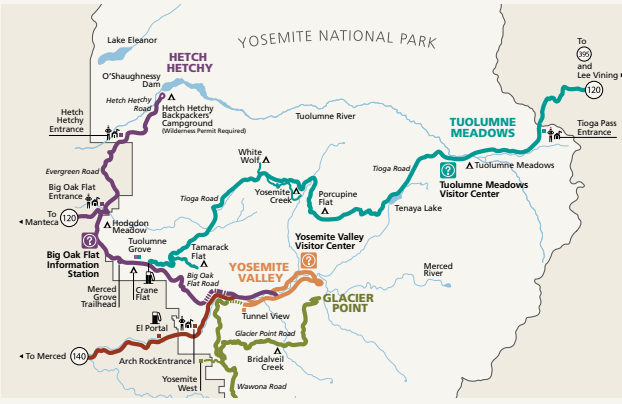 YOSEMITE NATIONAL PARK
Lake Eleanor
HETCH
HETCHY
O'Shaughnessy
Dam
Hetch Hetchy
Road
Hetch Hetchy
Backpackers'
Campground
(Wilderness Permit Required)
Hetch
Hetchy
Entrance
To
395
and
Lee Vining
120
Tuolumne River
TUOLUMNE
MEADOWS
Tioga Pass
Entrance
Evergreen Road
White
Wolf
Tioga Road
Tuolumne Meadows
Tuolumne Meadows
Visitor Center
Big Oak Flat
Entrance
Yosemite
Creek
Porcupine
Flat
Tenaya Lake
Tioga Road
To
Manteca
120
Hodgdon
Meadow
Tuolumne
Grove
Tamarack
Flat
Yosemite Valley
Visitor Center
Big Oak Flat
Information
Station
Big Oak
Flat Road
YOSEMITE
VALLEY
Merced
River
Merced
Grove
Trailhead
Crane
Flat
GLACIER
POINT
Tunnel View
El Portal
Glacier Point Road
To Merced
140
Arch Rock Entrance
Bridalveil
Creek
Yosemite
West
Wawona Road